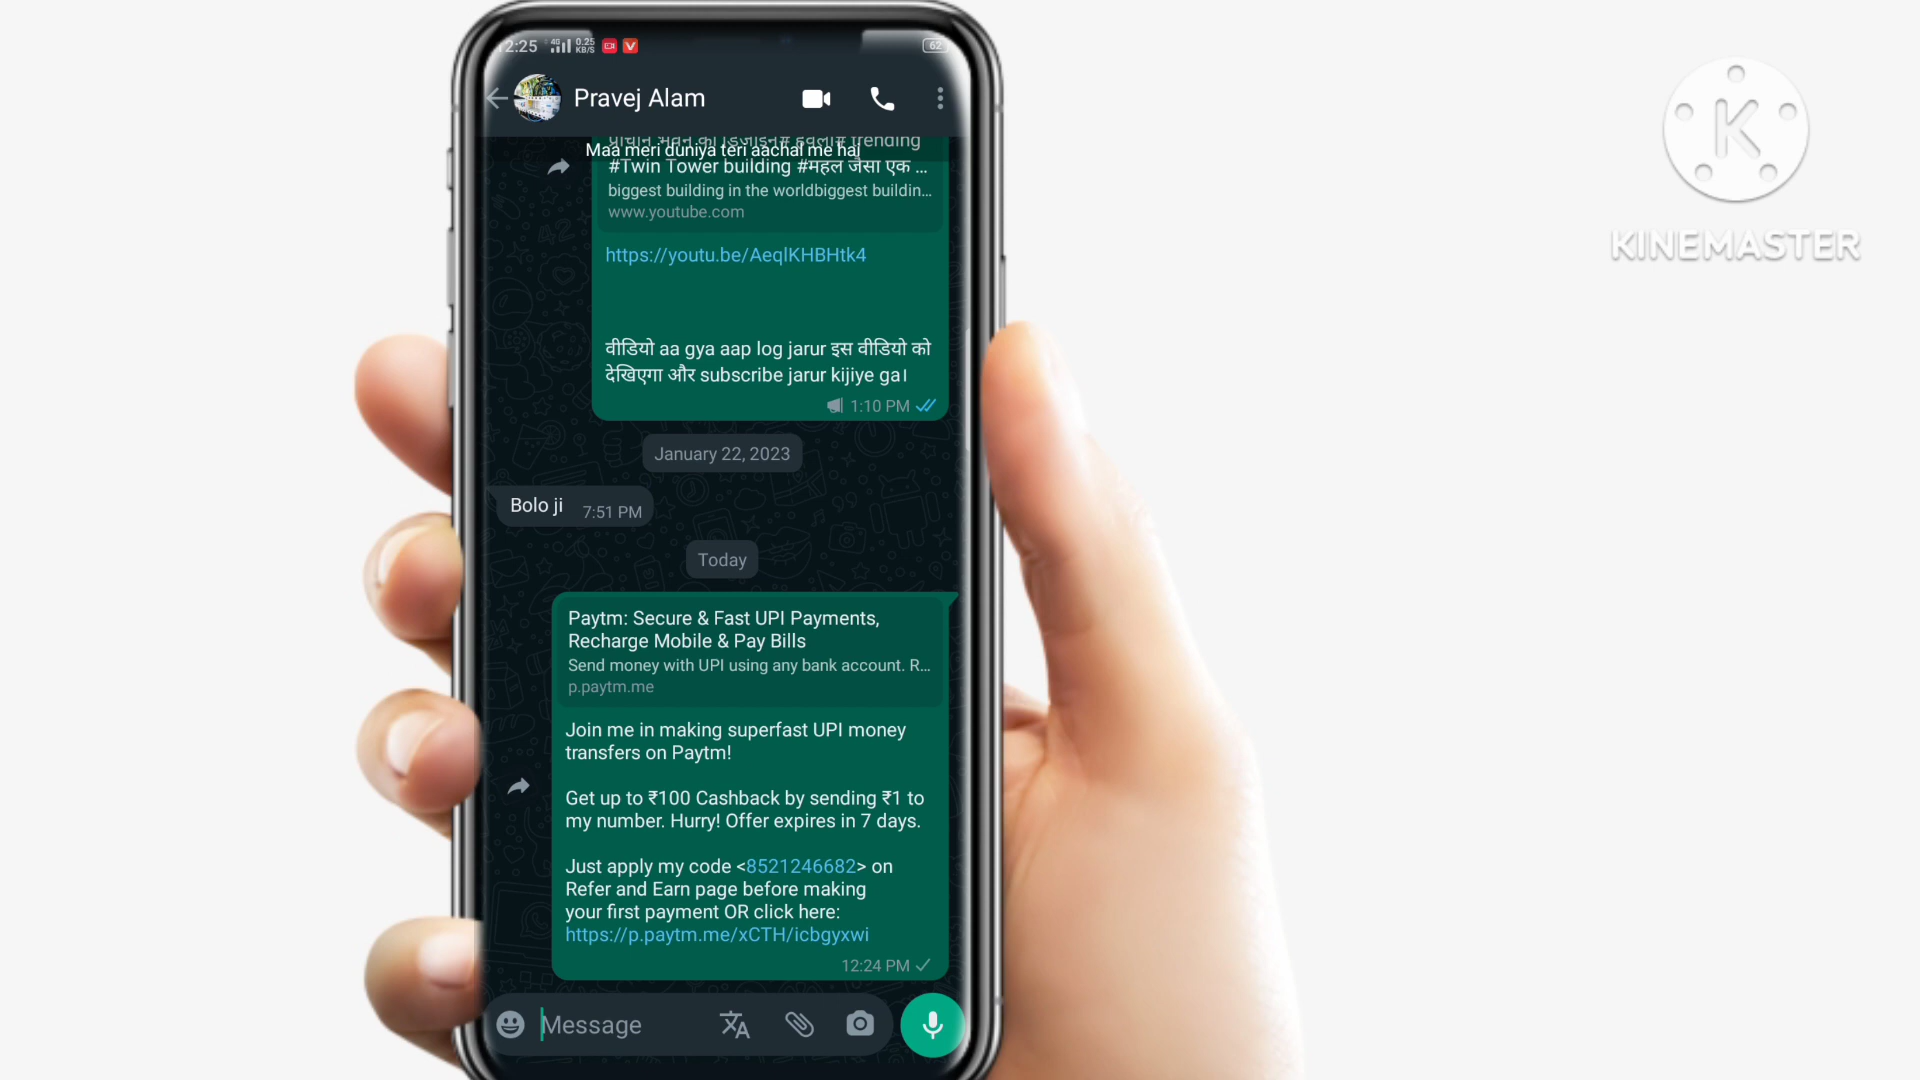 12:25 4G 0.25 KB/S 62
Pravej Alam
Maa meri duniya teri aachal me hai
#Twin Tower building #महल जैसा एक ...
biggest building in the worldbiggest buildin...
www.youtube.com
https://youtu.be/AeqlKHBHtk4
वीडियो aa gya aap log jarur इस वीडियो को
देखिएगा और subscribe jarur kijiye ga।
1:10 PM
January 22, 2023
Bolo ji 7:51 PM
Today
Paytm: Secure & Fast UPI Payments,
Recharge Mobile & Pay Bills
Send money with UPI using any bank account. R...
p.paytm.me
Join me in making superfast UPI money
transfers on Paytm!
Get up to ₹100 Cashback by sending ₹1 to
my number. Hurry! Offer expires in 7 days.
Just apply my code <8521246682> on
Refer and Earn page before making
your first payment OR click here:
https://p.paytm.me/xCTH/icbgyxwi
12:24 PM
Message
K
KINEMASTER